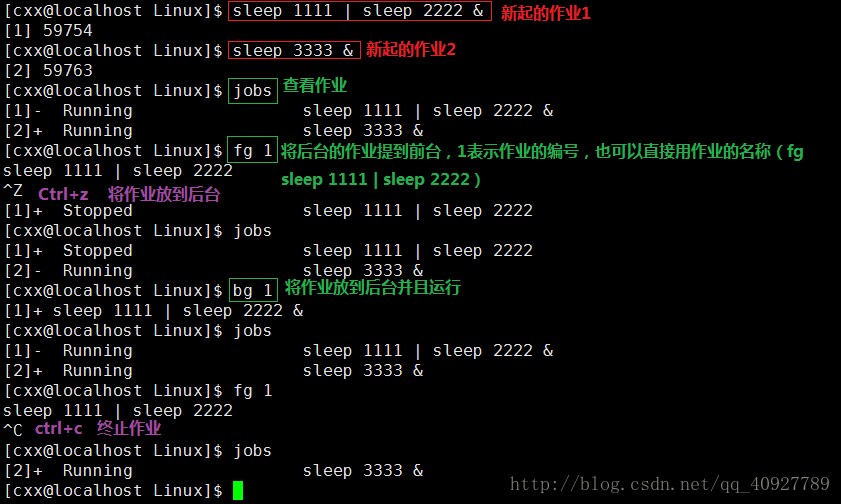 [cxx@localhost Linux]$ sleep 1111 | sleep 2222 & 新起的作业1
[1] 59754
[cxx@localhost Linux]$ sleep 3333 & 新起的作业2
[2] 59763
[cxx@localhost Linux]$ jobs 查看作业
[1]-  Running                 sleep 1111 | sleep 2222 &
[2]+  Running                 sleep 3333 &
[cxx@localhost Linux]$ fg 1 将后台的作业提到前台，1表示作业的编号，也可以直接用作业的名称（fg
sleep 1111 | sleep 2222 sleep 1111 | sleep 2222）
^Z Ctrl+z 将作业放到后台
[1]+  Stopped                 sleep 1111 | sleep 2222
[cxx@localhost Linux]$ jobs
[1]+  Stopped                 sleep 1111 | sleep 2222
[2]-  Running                 sleep 3333 &
[cxx@localhost Linux]$ bg 1 将作业放到后台并且运行
[1]+ sleep 1111 | sleep 2222 &
[cxx@localhost Linux]$ jobs
[1]-  Running                 sleep 1111 | sleep 2222 &
[2]+  Running                 sleep 3333 &
[cxx@localhost Linux]$ fg 1
sleep 1111 | sleep 2222
^C ctrl+c 终止作业
[cxx@localhost Linux]$ jobs
[2]+  Running                 sleep 3333 &
[cxx@localhost Linux]$
http://blog.csdn.net/qq_40927789